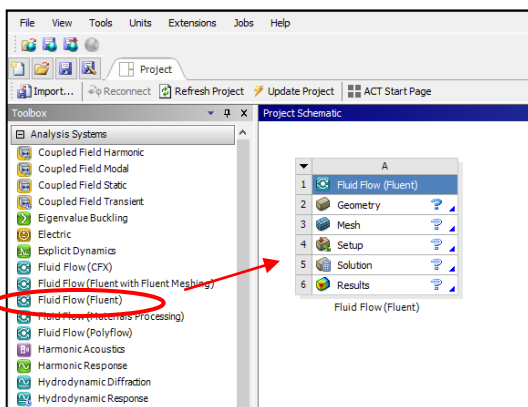 File View Tools Units Extensions Jobs Help
Project
Import... Reconnect Refresh Project Update Project ACT Start Page
Toolbox
Project Schematic
Analysis Systems
Coupled Field Harmonic
Coupled Field Modal
Coupled Field Static
Coupled Field Transient
Eigenvalue Buckling
Electric
Explicit Dynamics
Fluid Flow (CFX)
Fluid Flow (Fluent with Fluent Meshing)
Fluid Flow (Fluent)
Fluid Flow (Materials Processing)
Fluid Flow (Polyflow)
Harmonic Acoustics
Harmonic Response
Hydrodynamic Diffraction
Hydrodynamic Response
A
1 Fluid Flow (Fluent)
2 Geometry ?
3 Mesh ?
4 Setup ?
5 Solution ?
6 Results ?
Fluid Flow (Fluent)